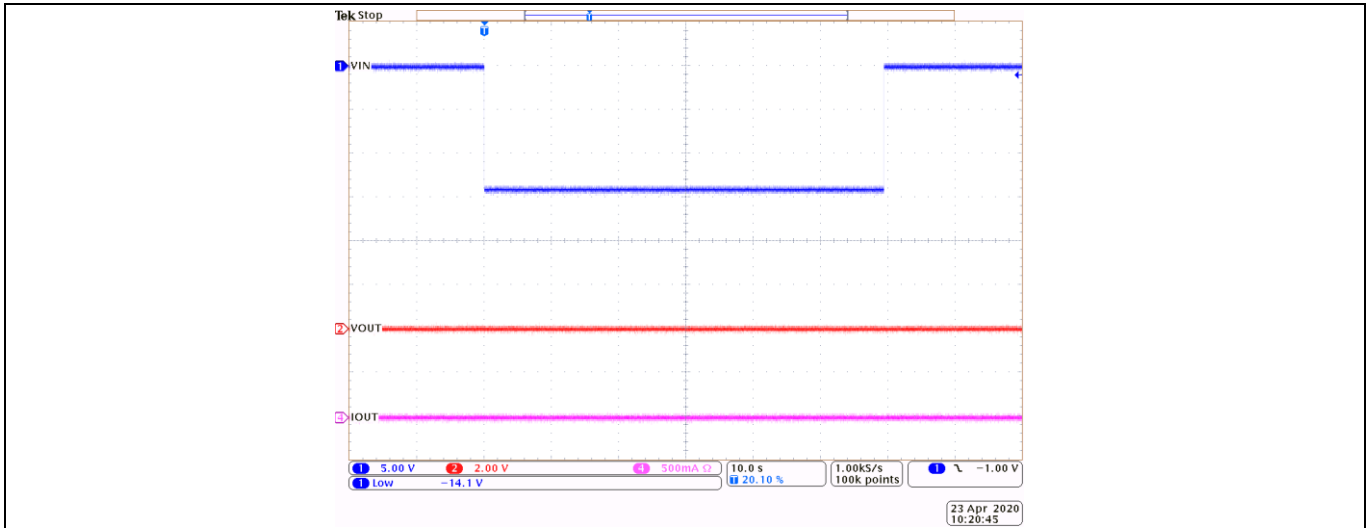 Tek Stop
T
T
1 VIN
2 VOUT
4 IOUT
1 5.00 V 2 2.00 V 4 500mA Ω 10.0 s 1.00kS/s 1 −1.00 V
T 20.10 % 100k points
1 Low −14.1 V
23 Apr 2020
10:20:45